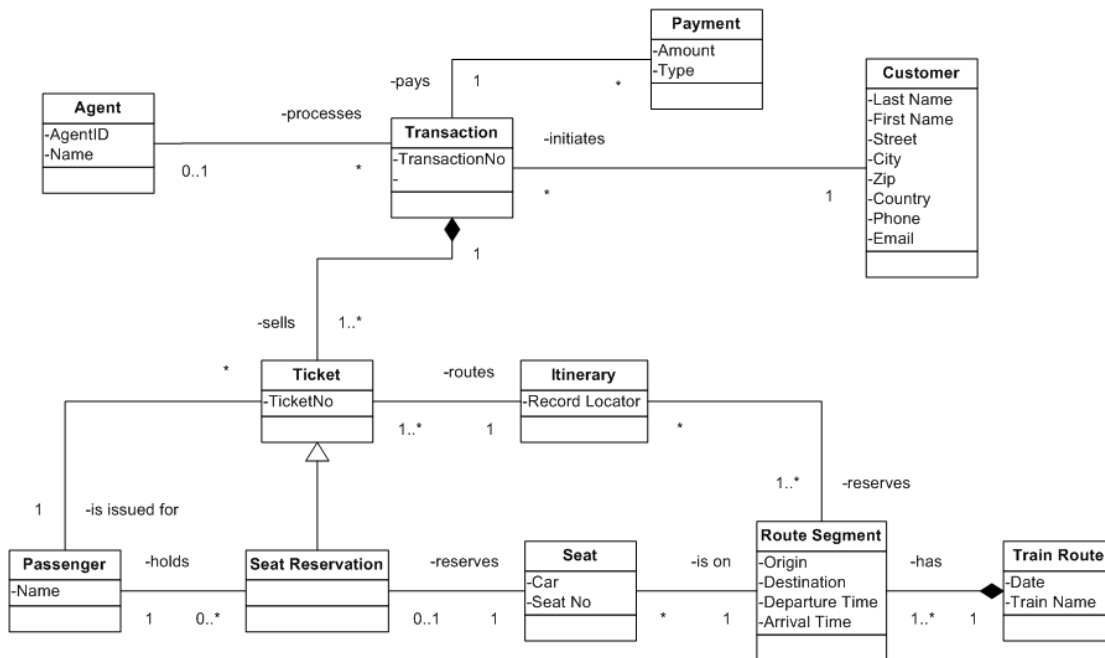 Payment
-Amount
-Type
-pays
1
*
Customer
-Last Name
-First Name
-Street
-City
-Zip
-Country
-Phone
-Email
Agent
-AgentID
-Name
-processes
0..1
*
Transaction
-TransactionNo
-
-initiates
*
1
1
-sells
1..*
*
Ticket
-TicketNo
-routes
1..*
1
Itinerary
-Record Locator
*
1..*
-reserves
1
-is issued for
Passenger
-Name
-holds
1
0..*
Seat Reservation
-reserves
0..1
1
Seat
-Car
-Seat No
-is on
*
1
Route Segment
-Origin
-Destination
-Departure Time
-Arrival Time
-has
1..*
1
Train Route
-Date
-Train Name